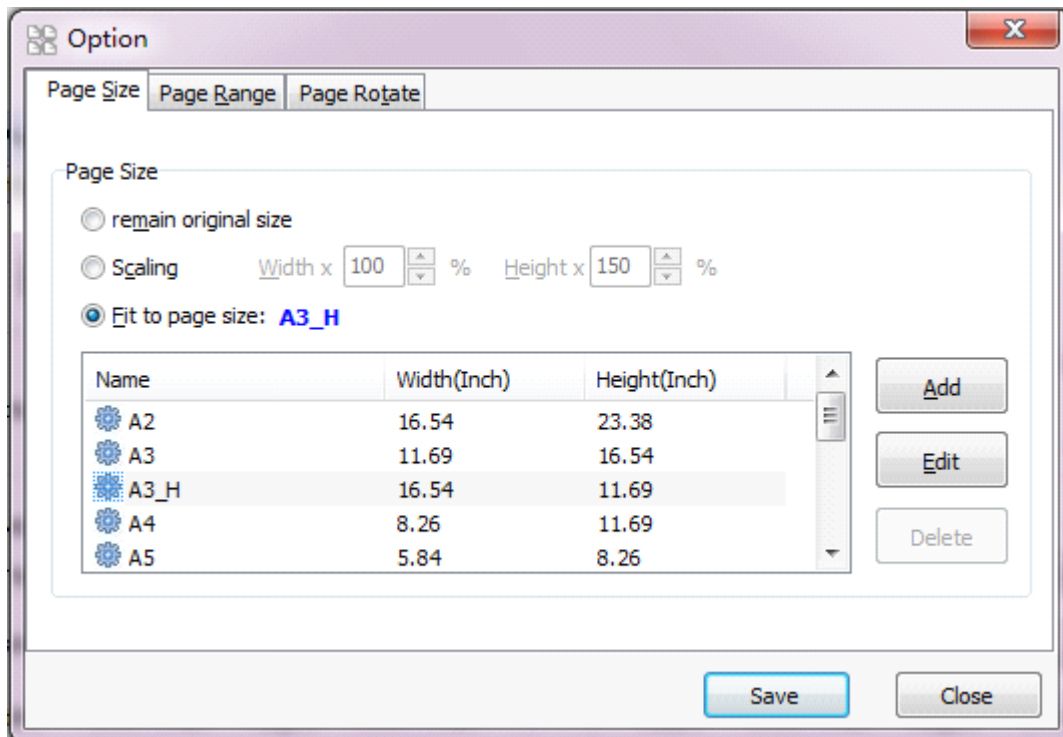 Option
X
Page Size Page Range Page Rotate
Page Size
remain original size
Scaling Width x 100 % Height x 150 %
Fit to page size: A3_H
Name Width(Inch) Height(Inch)
A2 16.54 23.38
A3 11.69 16.54
A3_H 16.54 11.69
A4 8.26 11.69
A5 5.84 8.26
Add
Edit
Delete
Save Close